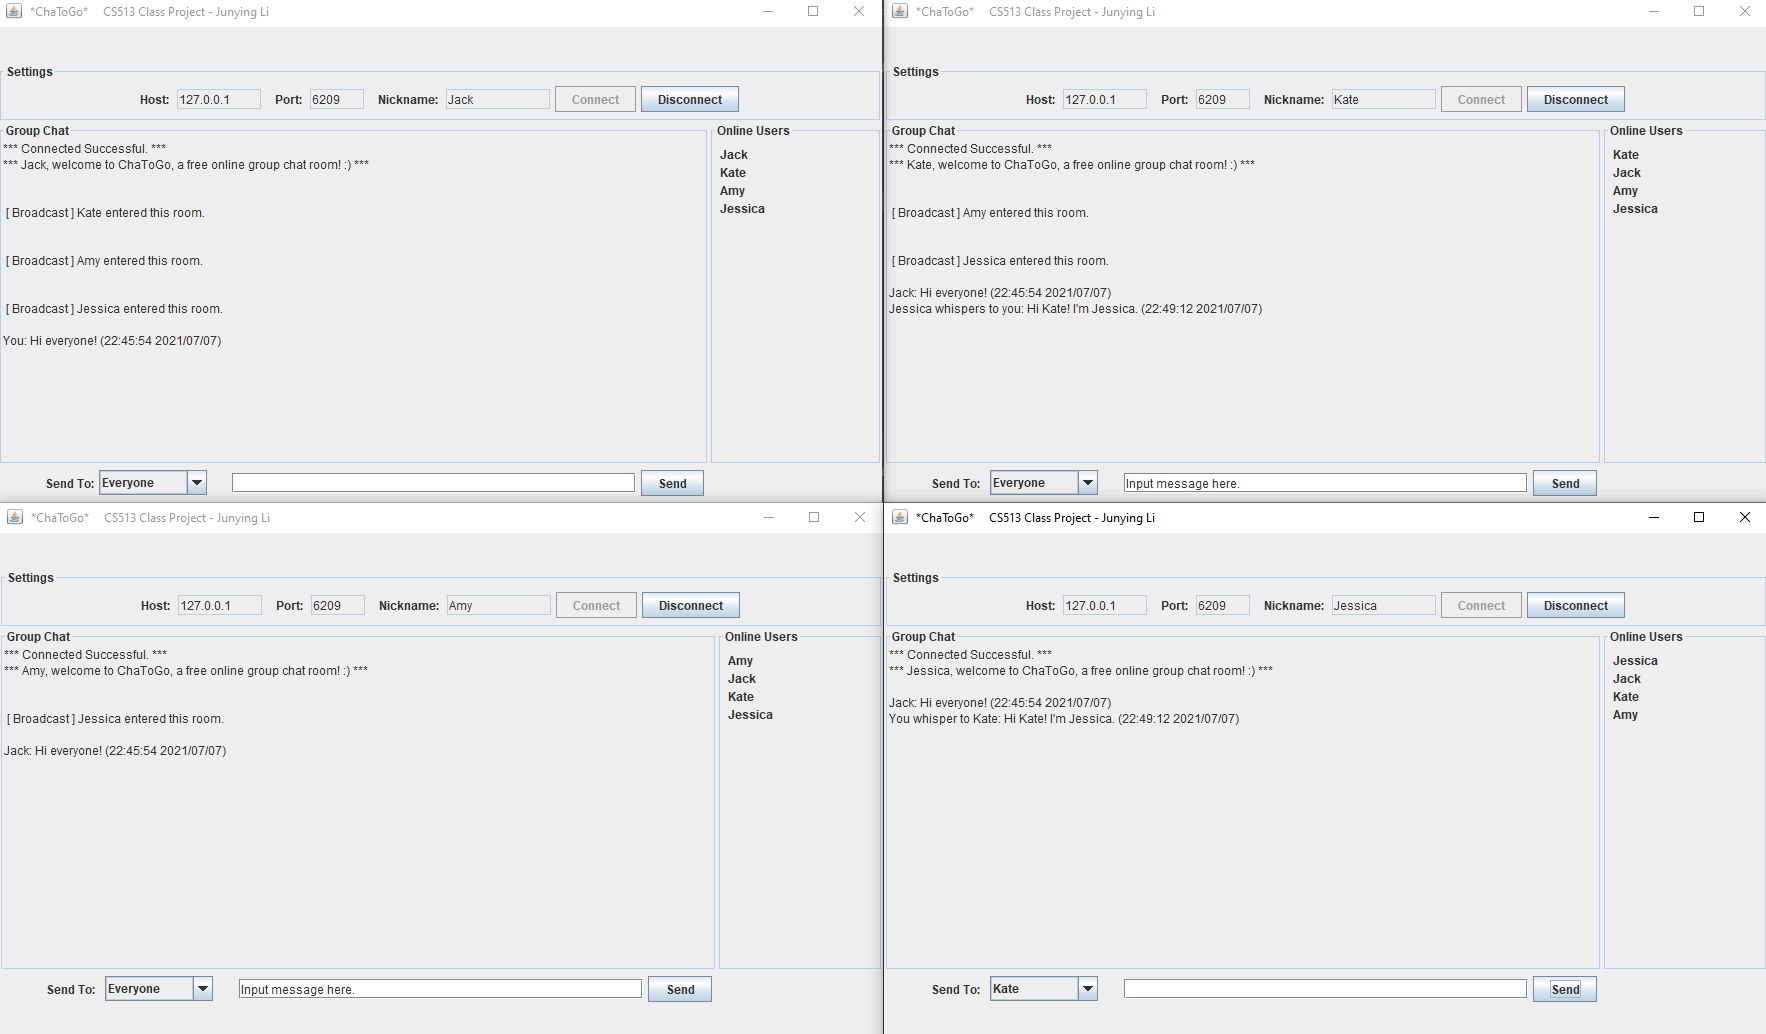 *ChaToGo*    CS513 Class Project - Junying Li
Settings
Host: 127.0.0.1 Port: 6209 Nickname: Jack Connect Disconnect
Group Chat
*** Connected Successful. ***
*** Jack, welcome to ChaToGo, a free online group chat room! :) ***
[ Broadcast ] Kate entered this room.
[ Broadcast ] Amy entered this room.
[ Broadcast ] Jessica entered this room.
You: Hi everyone! (22:45:54 2021/07/07)
Online Users
Jack
Kate
Amy
Jessica
Send To: Everyone Send
*ChaToGo*    CS513 Class Project - Junying Li
Settings
Host: 127.0.0.1 Port: 6209 Nickname: Kate Connect Disconnect
Group Chat
*** Connected Successful. ***
*** Kate, welcome to ChaToGo, a free online group chat room! :) ***
[ Broadcast ] Amy entered this room.
[ Broadcast ] Jessica entered this room.
Jack: Hi everyone! (22:45:54 2021/07/07)
Jessica whispers to you: Hi Kate! I'm Jessica. (22:49:12 2021/07/07)
Online Users
Kate
Jack
Amy
Jessica
Send To: Everyone Input message here. Send
*ChaToGo*    CS513 Class Project - Junying Li
Settings
Host: 127.0.0.1 Port: 6209 Nickname: Amy Connect Disconnect
Group Chat
*** Connected Successful. ***
*** Amy, welcome to ChaToGo, a free online group chat room! :) ***
[ Broadcast ] Jessica entered this room.
Jack: Hi everyone! (22:45:54 2021/07/07)
Online Users
Amy
Jack
Kate
Jessica
Send To: Everyone Input message here. Send
*ChaToGo*    CS513 Class Project - Junying Li
Settings
Host: 127.0.0.1 Port: 6209 Nickname: Jessica Connect Disconnect
Group Chat
*** Connected Successful. ***
*** Jessica, welcome to ChaToGo, a free online group chat room! :) ***
Jack: Hi everyone! (22:45:54 2021/07/07)
You whisper to Kate: Hi Kate! I'm Jessica. (22:49:12 2021/07/07)
Online Users
Jessica
Jack
Kate
Amy
Send To: Kate Send